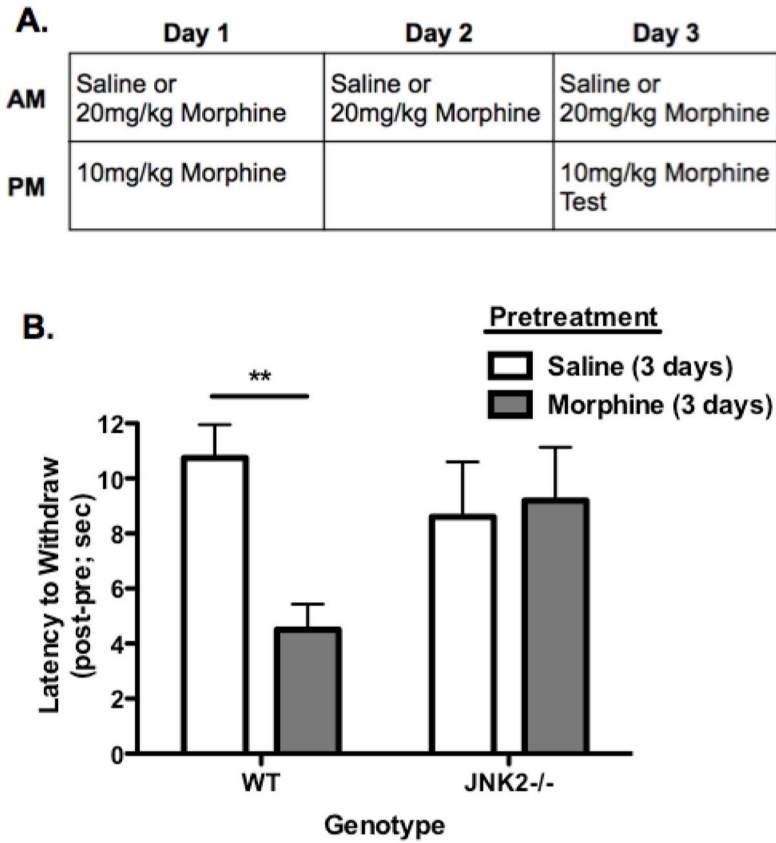 A.
Day 1 Day 2 Day 3
AM
Saline or
20mg/kg Morphine
Saline or
20mg/kg Morphine
Saline or
20mg/kg Morphine
PM
10mg/kg Morphine
10mg/kg Morphine
Test
B.
Pretreatment
Saline (3 days)
Morphine (3 days)
**
12
10
8
6
4
2
0
Latency to Withdraw
(post-pre; sec)
WT JNK2-/-
Genotype